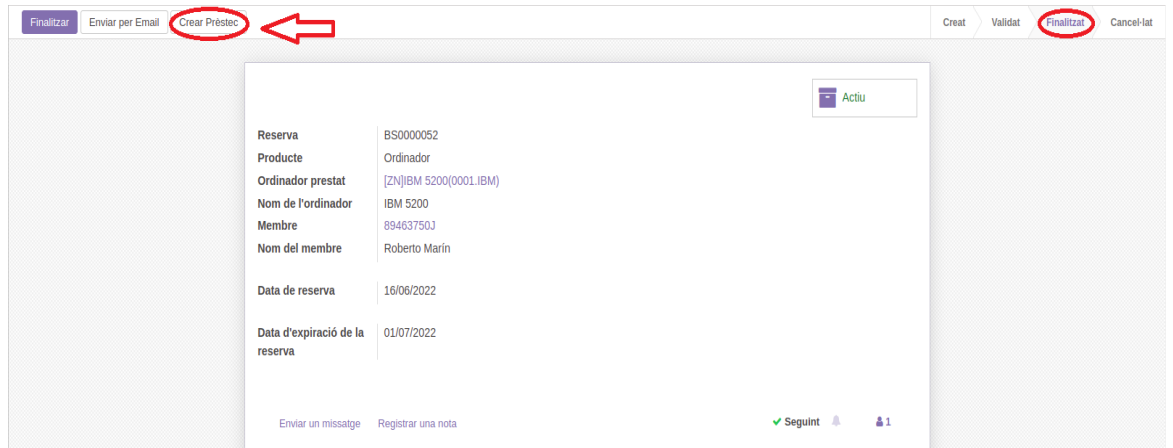 Finalitzar Enviar per Email Crear Préstec Creat Validat Finalitzat Cancel·lat
Actiu
Reserva BS0000052
Producte Ordinador
Ordinador prestat [ZN]IBM 5200(0001.IBM)
Nom de l'ordinador IBM 5200
Membre 89463750J
Nom del membre Roberto Marín
Data de reserva 16/06/2022
Data d'expiració de la 01/07/2022
reserva
Enviar un missatge Registrar una nota Seguint 1